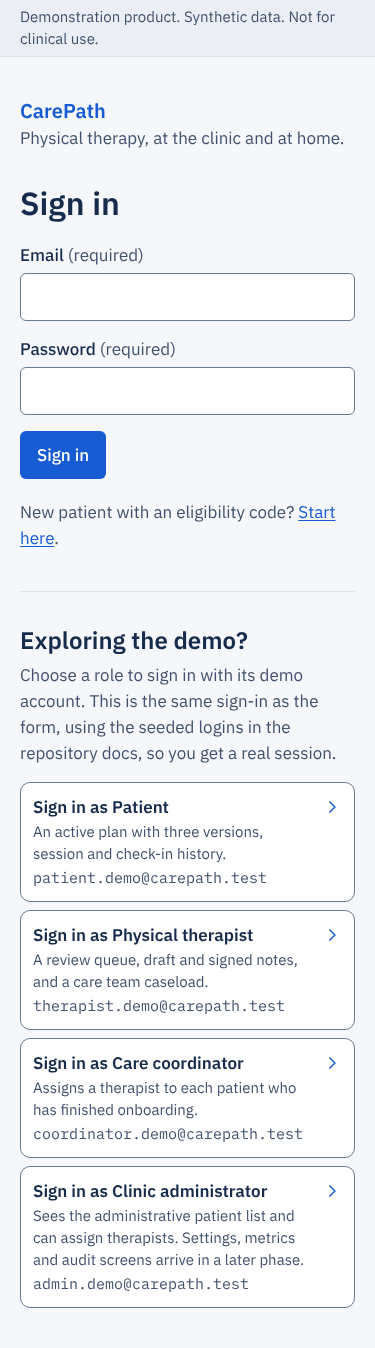 Demonstration product. Synthetic data. Not for
clinical use.
CarePath
Physical therapy, at the clinic and at home.
Sign in
Email (required)
Password (required)
Sign in
New patient with an eligibility code? Start
here.
Exploring the demo?
Choose a role to sign in with its demo
account. This is the same sign-in as the
form, using the seeded logins in the
repository docs, so you get a real session.
Sign in as Patient
An active plan with three versions,
session and check-in history.
patient.demo@carepath.test
Sign in as Physical therapist
A review queue, draft and signed notes,
and a care team caseload.
therapist.demo@carepath.test
Sign in as Care coordinator
Assigns a therapist to each patient who
has finished onboarding.
coordinator.demo@carepath.test
Sign in as Clinic administrator
Sees the administrative patient list and
can assign therapists. Settings, metrics
and audit screens arrive in a later phase.
admin.demo@carepath.test